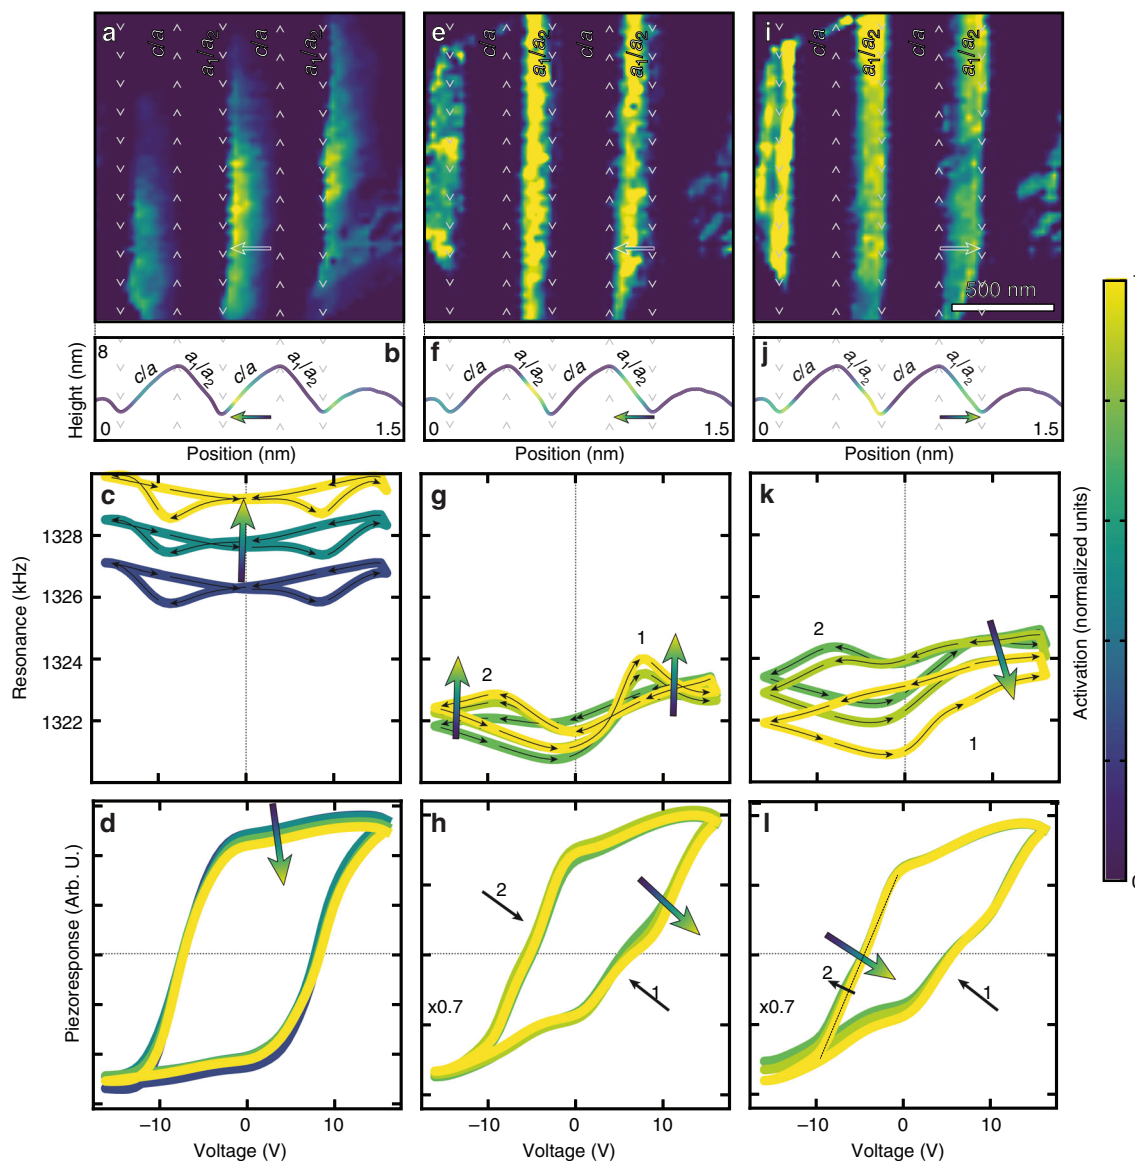 a c/a a₁/a₂ c/a a₁/a₂
e c/a a₁/a₂ c/a a₁/a₂
i c/a a₁/a₂ c/a a₁/a₂
500 nm
8 c/a a₁/a₂ c/a a₁/a₂ b
f c/a a₁/a₂ c/a a₁/a₂
j c/a a₁/a₂ c/a a₁/a₂
Height (nm)
0 1.5
0 1.5
0 1.5
Position (nm)
Position (nm)
Position (nm)
c
g 1
2
k
2
1
1328
1326
1324
1322
Resonance (kHz)
d
h
2
1
x0.7
l
2
1
x0.7
Piezoresponse (Arb. U.)
−10 0 10
−10 0 10
−10 0 10
Voltage (V)
Voltage (V)
Voltage (V)
Activation (normalized units)